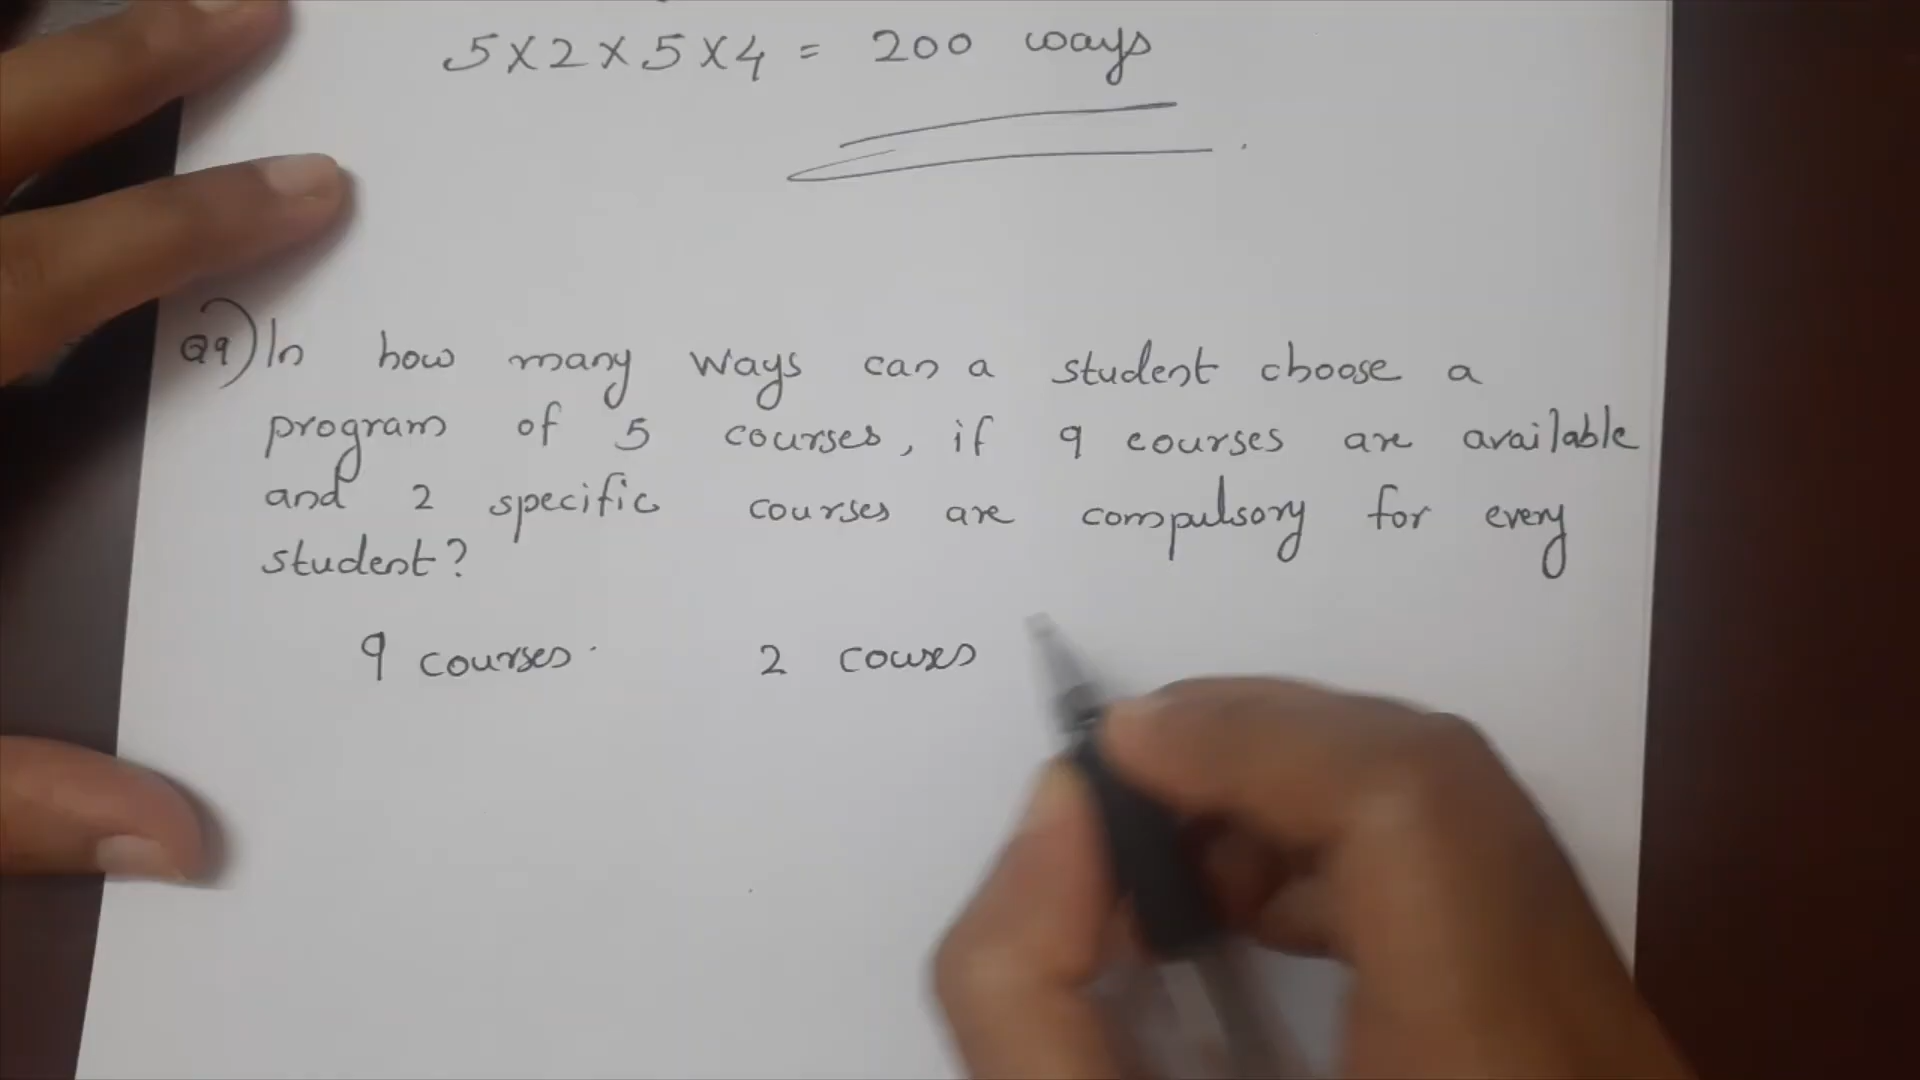 5×2×5×4 = 200 ways
Q9) In how many ways can a student choose a
program of 5 courses, if 9 courses are available
and 2 specific courses are compulsory for every
student?
9 courses. 2 couses